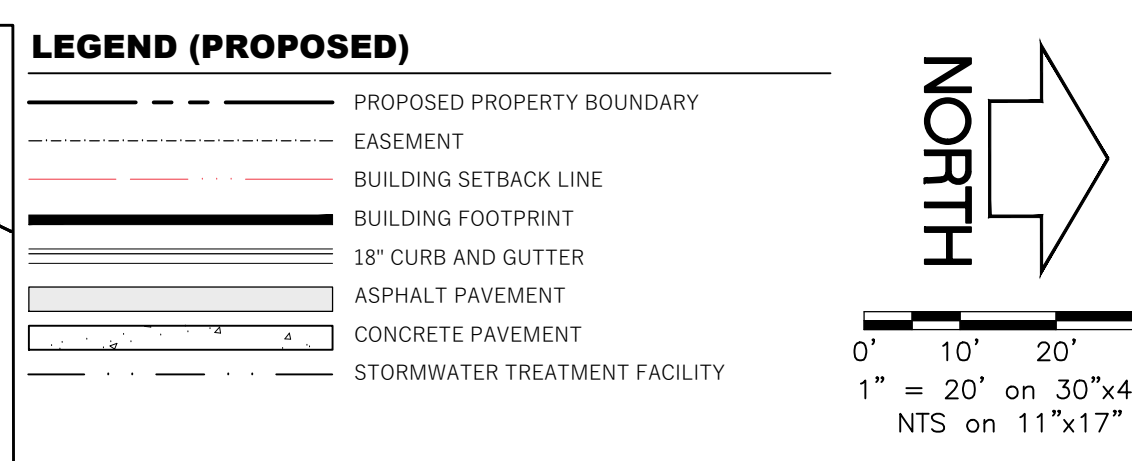 LEGEND (PROPOSED)
PROPOSED PROPERTY BOUNDARY
EASEMENT
BUILDING SETBACK LINE
BUILDING FOOTPRINT
18" CURB AND GUTTER
ASPHALT PAVEMENT
CONCRETE PAVEMENT
STORMWATER TREATMENT FACILITY
NORTH
0' 10' 20'
1" = 20' on 30"x4
NTS on 11"x17"